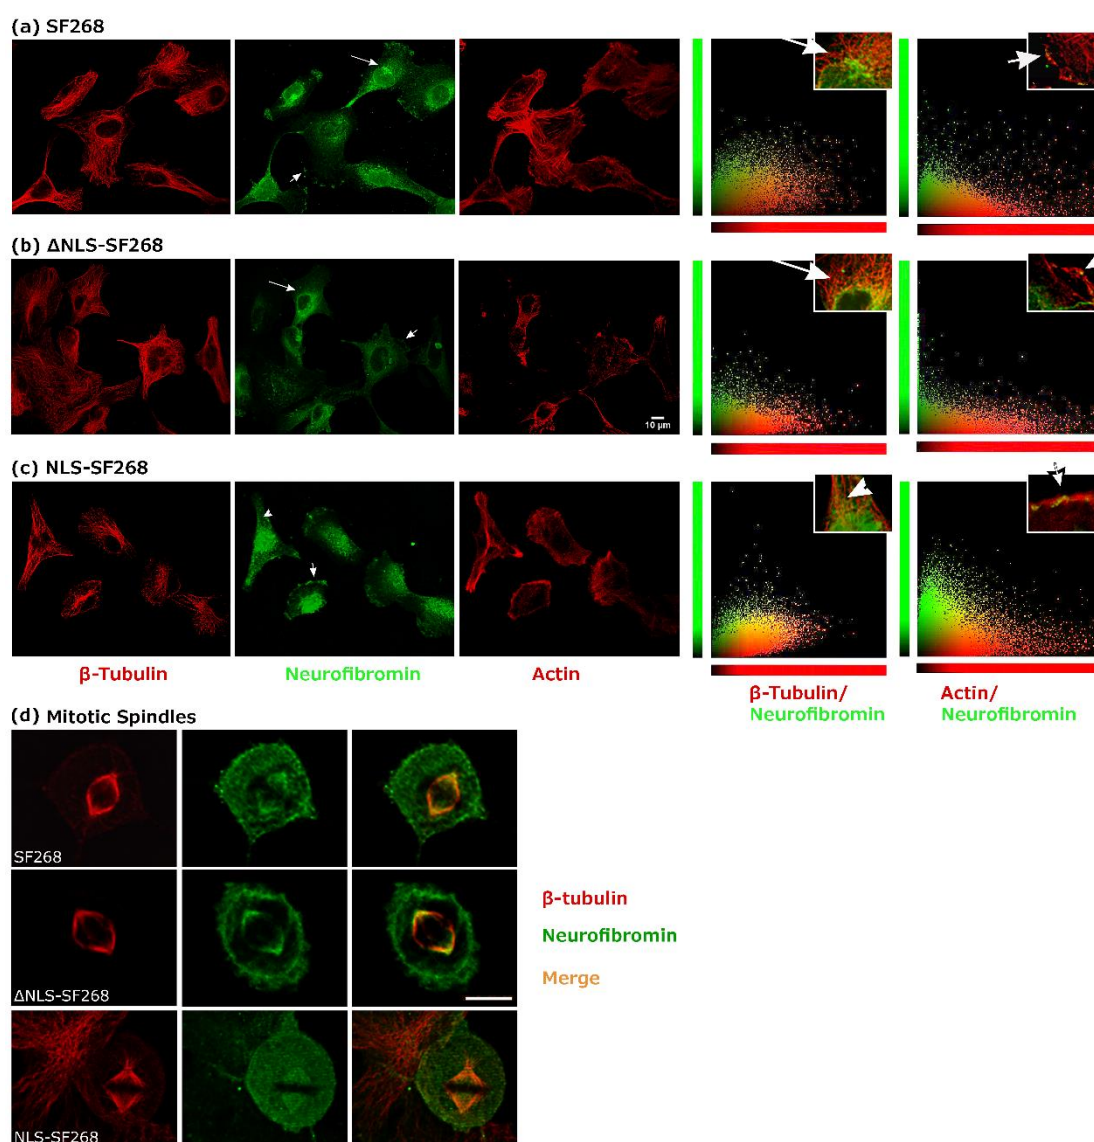 (a) SF268
(b) ΔNLS-SF268
10 µm
(c) NLS-SF268
β-Tubulin
Neurofibromin
Actin
β-Tubulin/
Neurofibromin
Actin/
Neurofibromin
(d) Mitotic Spindles
SF268
ΔNLS-SF268
NLS-SF268
β-tubulin
Neurofibromin
Merge